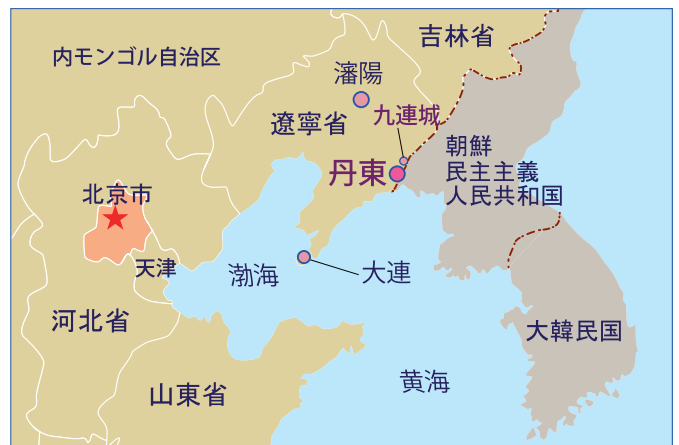 吉林省
内モンゴル自治区
瀋陽
九連城
遼寧省
朝鮮
民主主義
人民共和国
丹東
北京市
天津
渤海
大連
河北省
大韓民国
山東省
黄海